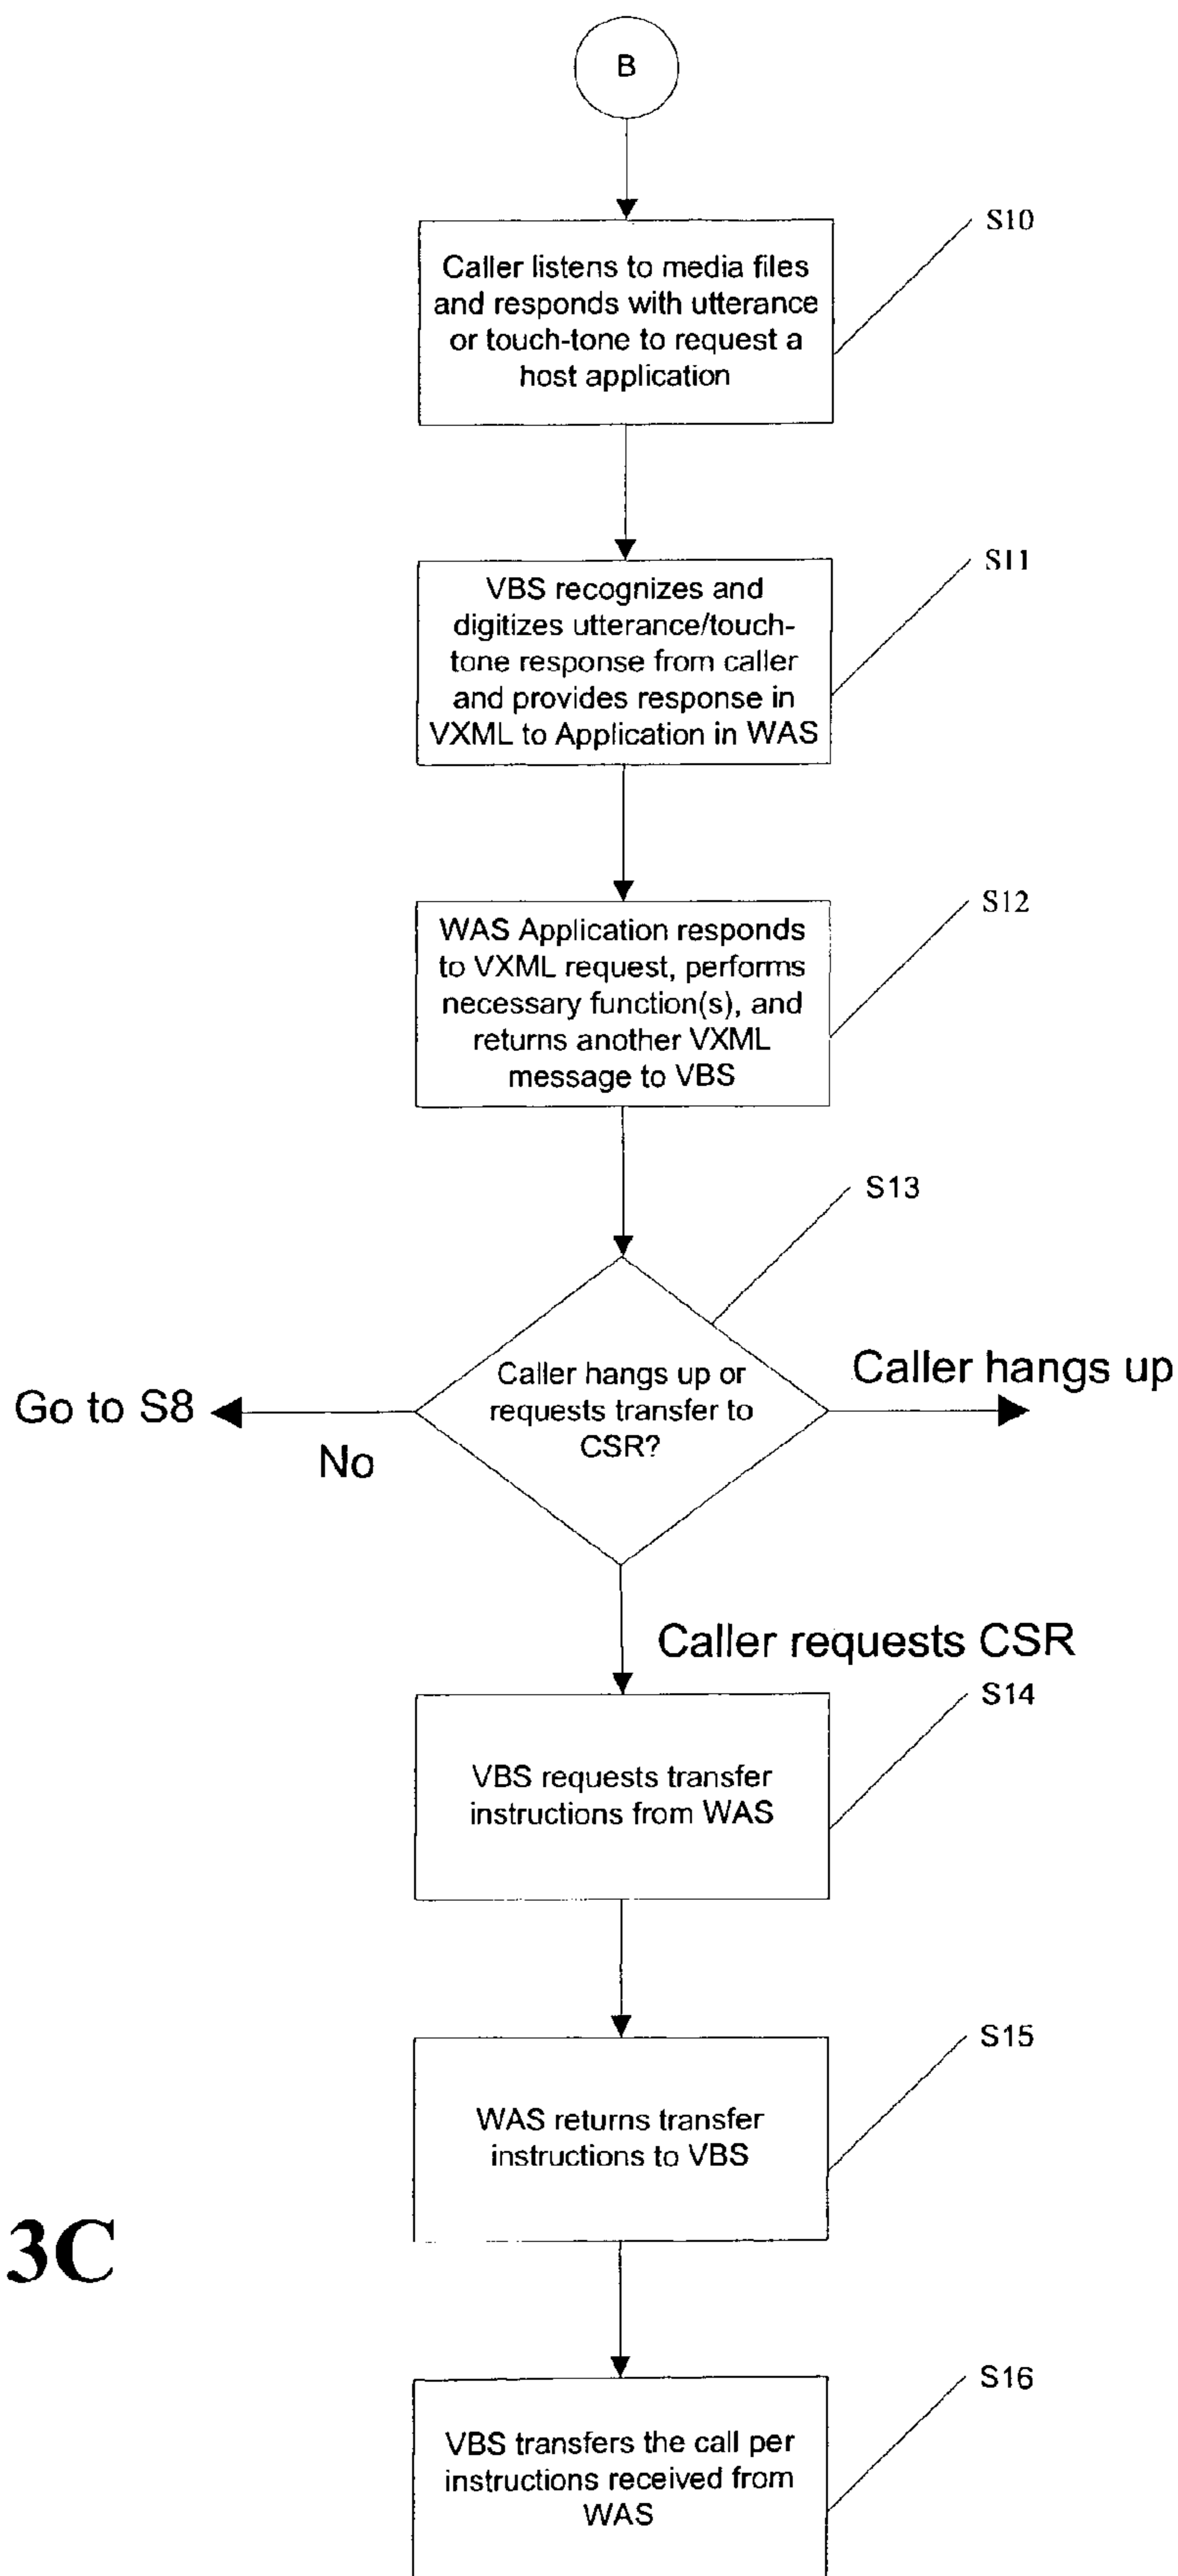 B
S10
Caller listens to media files
and responds with utterance
or touch-tone to request a
host application
S11
VBS recognizes and
digitizes utterance/touch-
tone response from caller
and provides response in
VXML to Application in WAS
S12
WAS Application responds
to VXML request, performs
necessary function(s), and
returns another VXML
message to VBS
S13
Caller hangs up or
requests transfer to
CSR?
Caller hangs up
Go to S8
No
Caller requests CSR
S14
VBS requests transfer
instructions from WAS
S15
WAS returns transfer
instructions to VBS
3C
S16
VBS transfers the call per
instructions received from
WAS